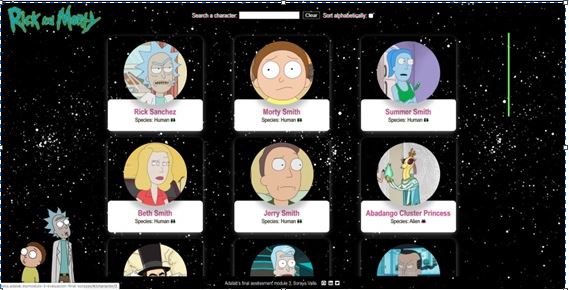 Rick and Morty
Search a character: Clear Sort alphabetically:
Rick Sanchez
Species: Human
Morty Smith
Species: Human
Summer Smith
Species: Human
Beth Smith
Species: Human
Jerry Smith
Species: Human
Abadango Cluster Princess
Species: Alien
Adalab's final assessment module 3, Soraya Valle.